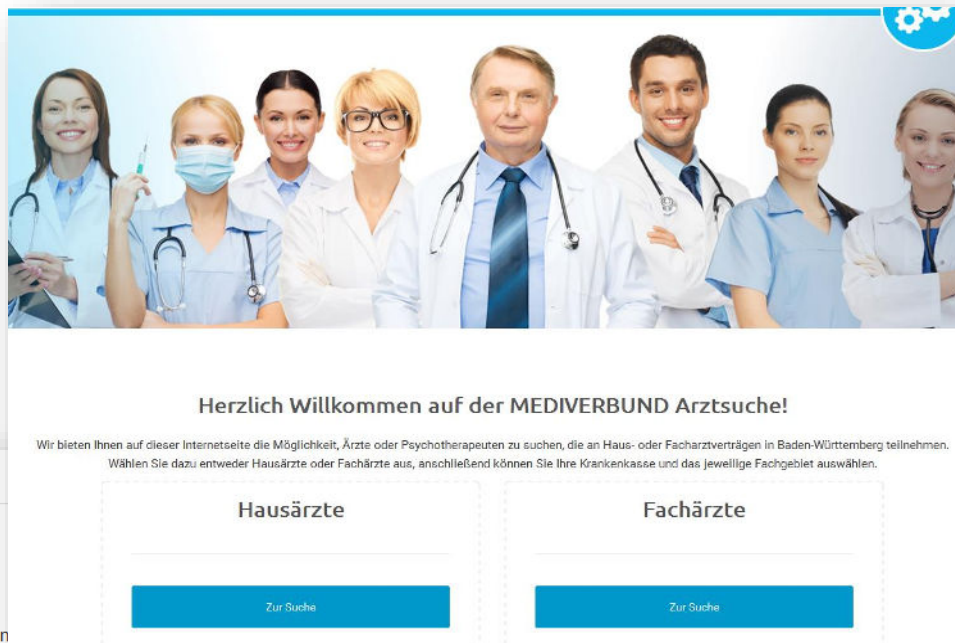 Herzlich Willkommen auf der MEDIVERBUND Arztsuche!
Wir bieten Ihnen auf dieser Internetseite die Möglichkeit, Ärzte oder Psychotherapeuten zu suchen, die an Haus- oder Facharztverträgen in Baden-Württemberg teilnehmen.
Wählen Sie dazu entweder Hausärzte oder Fachärzte aus, anschließend können Sie Ihre Krankenkasse und das jeweilige Fachgebiet auswählen.
Hausärzte
Fachärzte
Zur Suche
Zur Suche